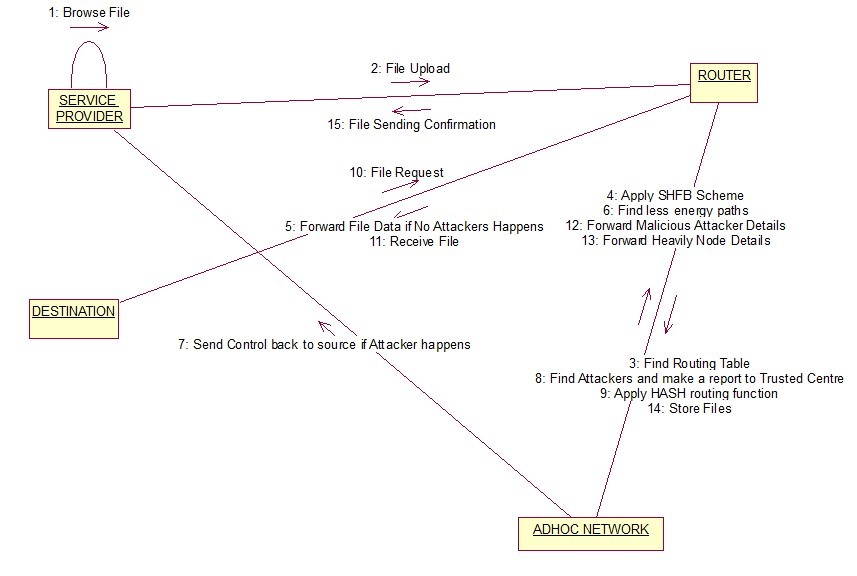 1: Browse File
2: File Upload
ROUTER
SERVICE
PROVIDER
15: File Sending Confirmation
10: File Request
4: Apply SHFB Scheme
6: Find less energy paths
12: Forward Malicious Attacker Details
13: Forward Heavily Node Details
5: Forward File Data if No Attackers Happens
11: Receive File
DESTINATION
7: Send Control back to source if Attacker happens
3: Find Routing Table
8: Find Attackers and make a report to Trusted Centre
9: Apply HASH routing function
14: Store Files
ADHOC NETWORK